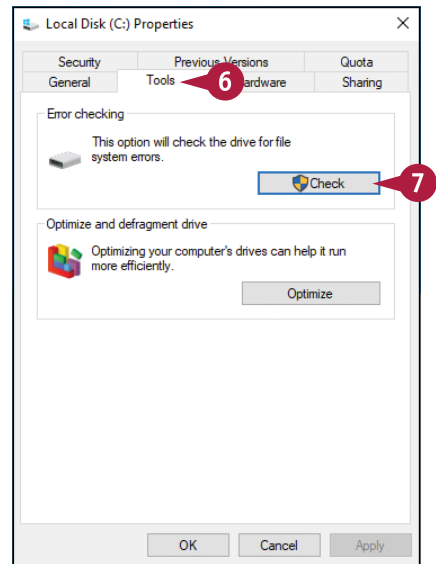 Local Disk (C:) Properties
Security Previous Versions Quota
General Tools 6 Hardware Sharing
Error checking
This option will check the drive for file
system errors.
Check 7
Optimize and defragment drive
Optimizing your computer's drives can help it run
more efficiently.
Optimize
OK Cancel Apply